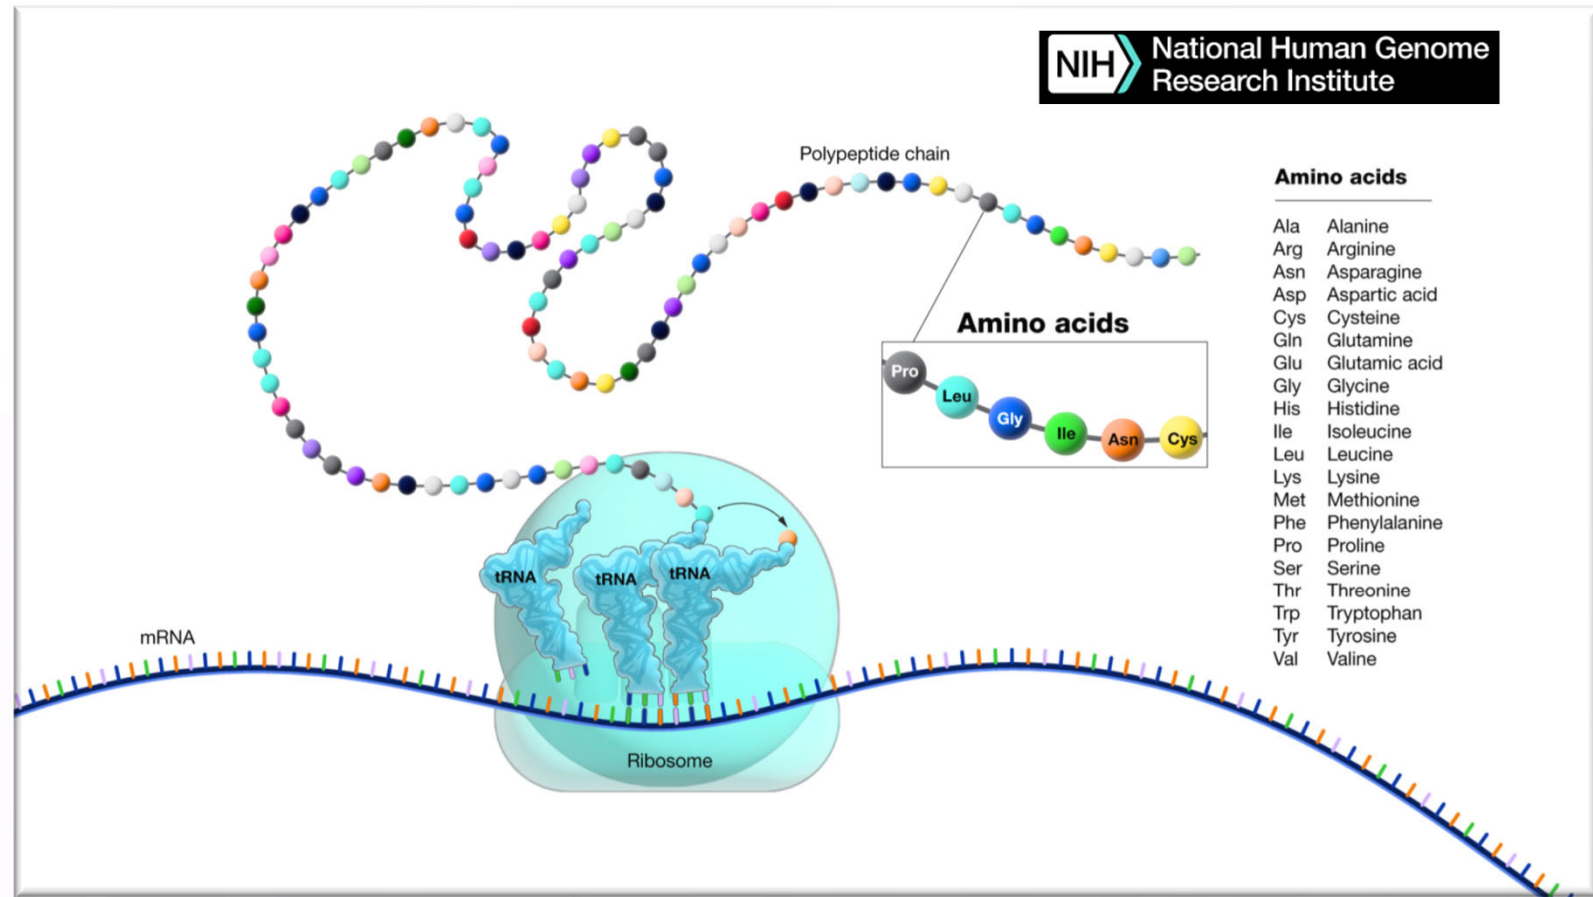 NIH
National Human Genome
Research Institute
Polypeptide chain
Amino acids
Ala Alanine
Arg Arginine
Asn Asparagine
Asp Aspartic acid
Cys Cysteine
Gln Glutamine
Glu Glutamic acid
Gly Glycine
His Histidine
Ile Isoleucine
Leu Leucine
Lys Lysine
Met Methionine
Phe Phenylalanine
Pro Proline
Ser Serine
Thr Threonine
Trp Tryptophan
Tyr Tyrosine
Val Valine
Amino acids
Pro
Leu
Gly
Ile
Asn
Cys
tRNA
tRNA
tRNA
mRNA
Ribosome